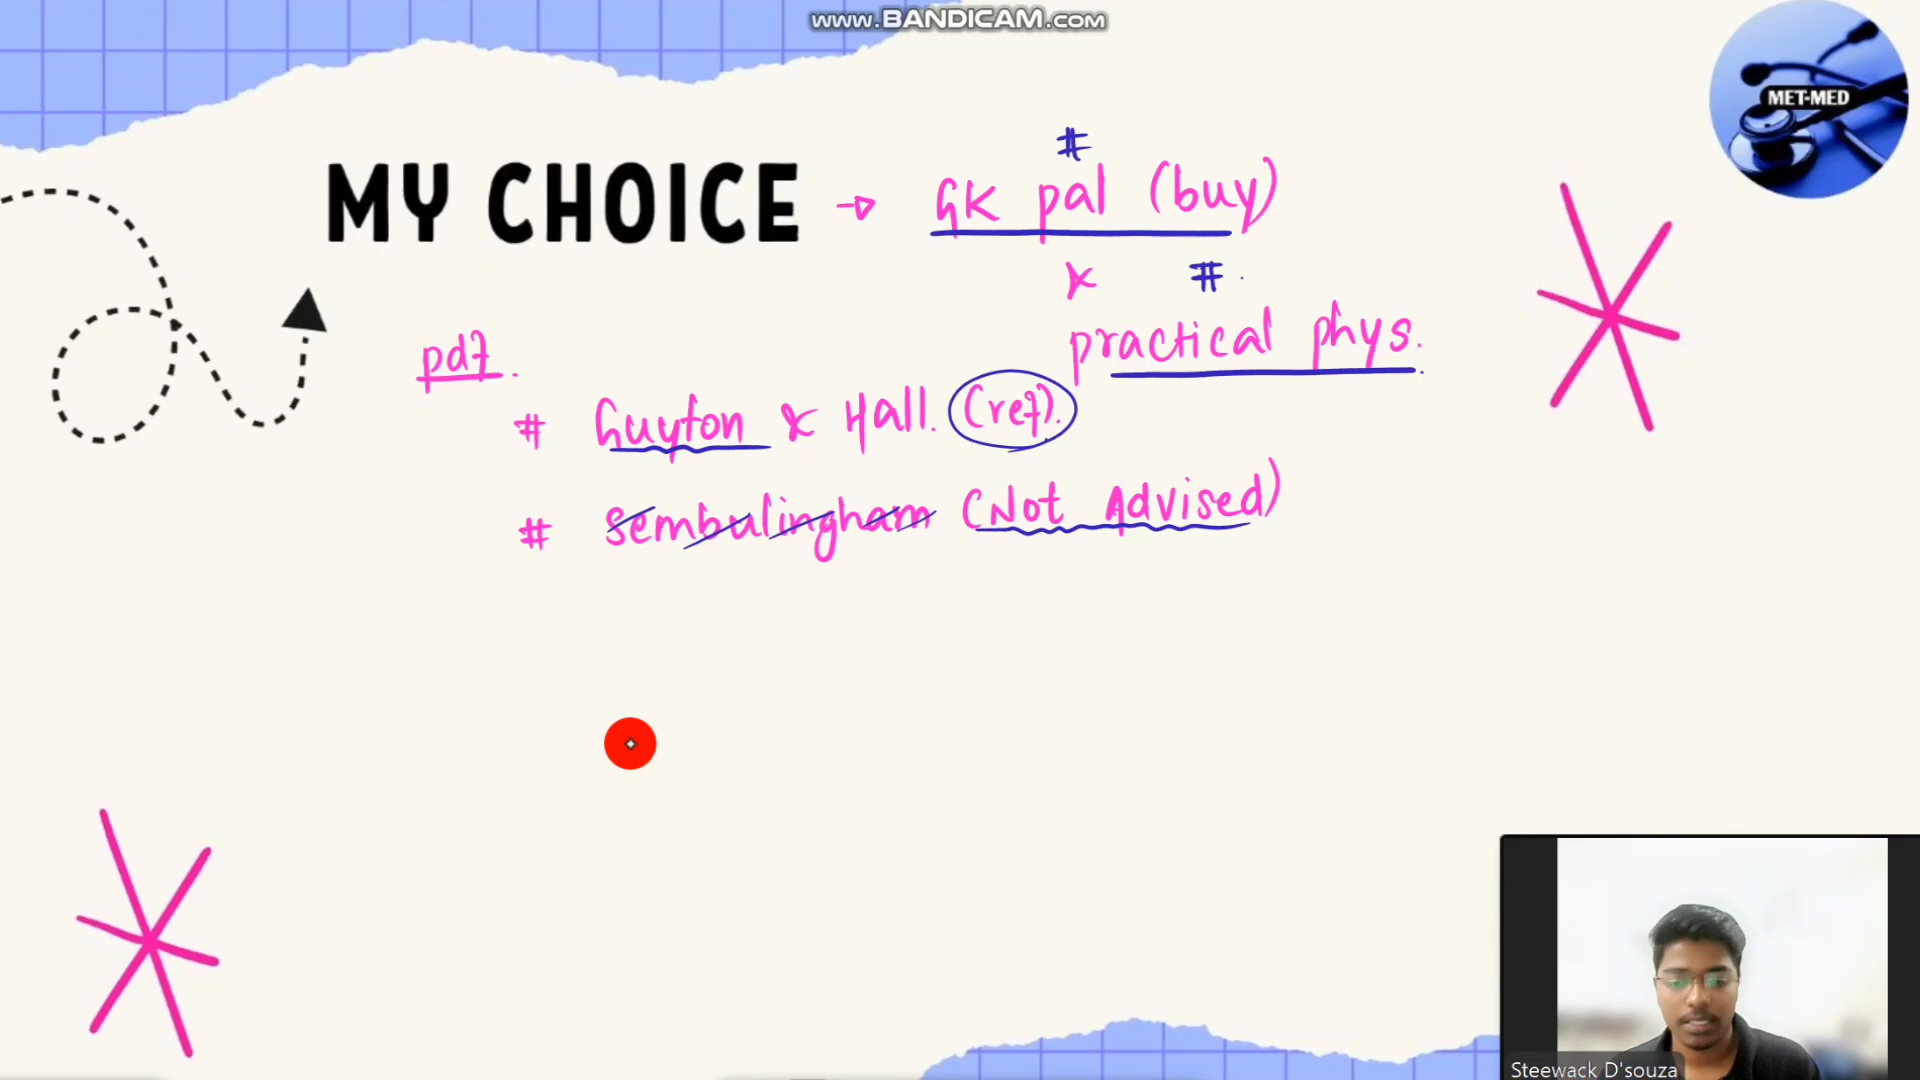 www.BANDICAM.com
MET-MED
#
MY CHOICE → GK pal (buy)
& #
practical phys.
pdf.
# Guyton & Hall. (ref).
# Sembulingham (Not Advised)
Steewack D'souza